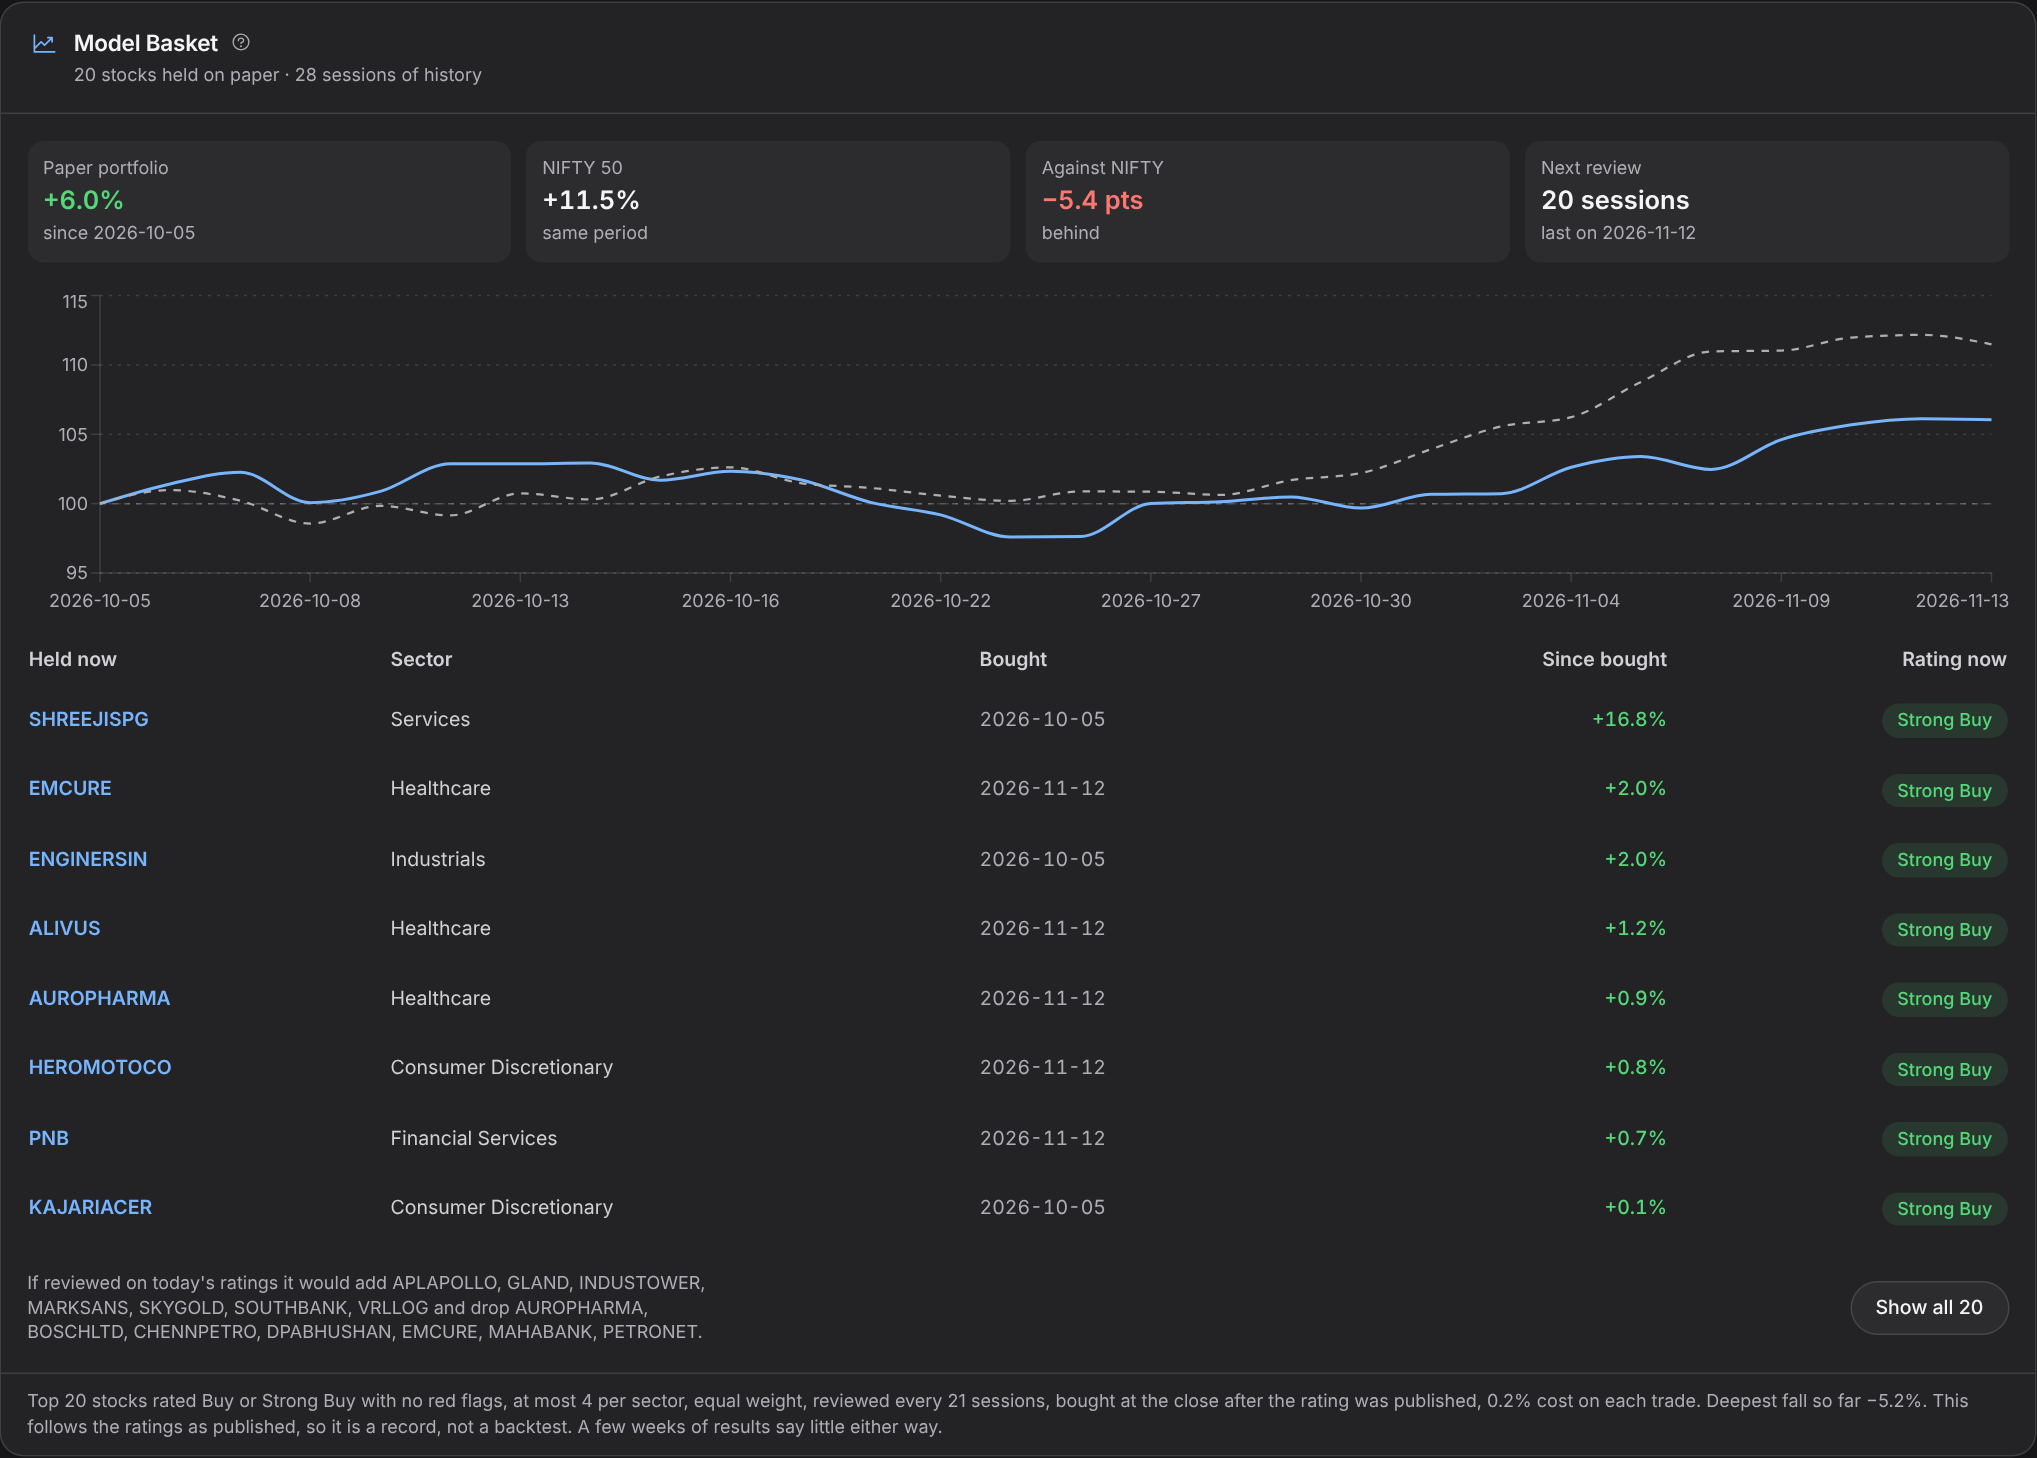 Model Basket
20 stocks held on paper · 28 sessions of history
Paper portfolio
+6.0%
since 2026-10-05
NIFTY 50
+11.5%
same period
Against NIFTY
−5.4 pts
behind
Next review
20 sessions
last on 2026-11-12
115
110
105
100
95
2026-10-05 2026-10-08 2026-10-13 2026-10-16 2026-10-22 2026-10-27 2026-10-30 2026-11-04 2026-11-09 2026-11-13
Held now Sector Bought Since bought Rating now
SHREEJISPG Services 2026-10-05 +16.8% Strong Buy
EMCURE Healthcare 2026-11-12 +2.0% Strong Buy
ENGINERSIN Industrials 2026-10-05 +2.0% Strong Buy
ALIVUS Healthcare 2026-11-12 +1.2% Strong Buy
AUROPHARMA Healthcare 2026-11-12 +0.9% Strong Buy
HEROMOTOCO Consumer Discretionary 2026-11-12 +0.8% Strong Buy
PNB Financial Services 2026-11-12 +0.7% Strong Buy
KAJARIACER Consumer Discretionary 2026-10-05 +0.1% Strong Buy
If reviewed on today's ratings it would add APLAPOLLO, GLAND, INDUSTOWER,
MARKSANS, SKYGOLD, SOUTHBANK, VRLLOG and drop AUROPHARMA,
BOSCHLTD, CHENNPETRO, DPABHUSHAN, EMCURE, MAHABANK, PETRONET.
Show all 20
Top 20 stocks rated Buy or Strong Buy with no red flags, at most 4 per sector, equal weight, reviewed every 21 sessions, bought at the close after the rating was published, 0.2% cost on each trade. Deepest fall so far −5.2%. This
follows the ratings as published, so it is a record, not a backtest. A few weeks of results say little either way.